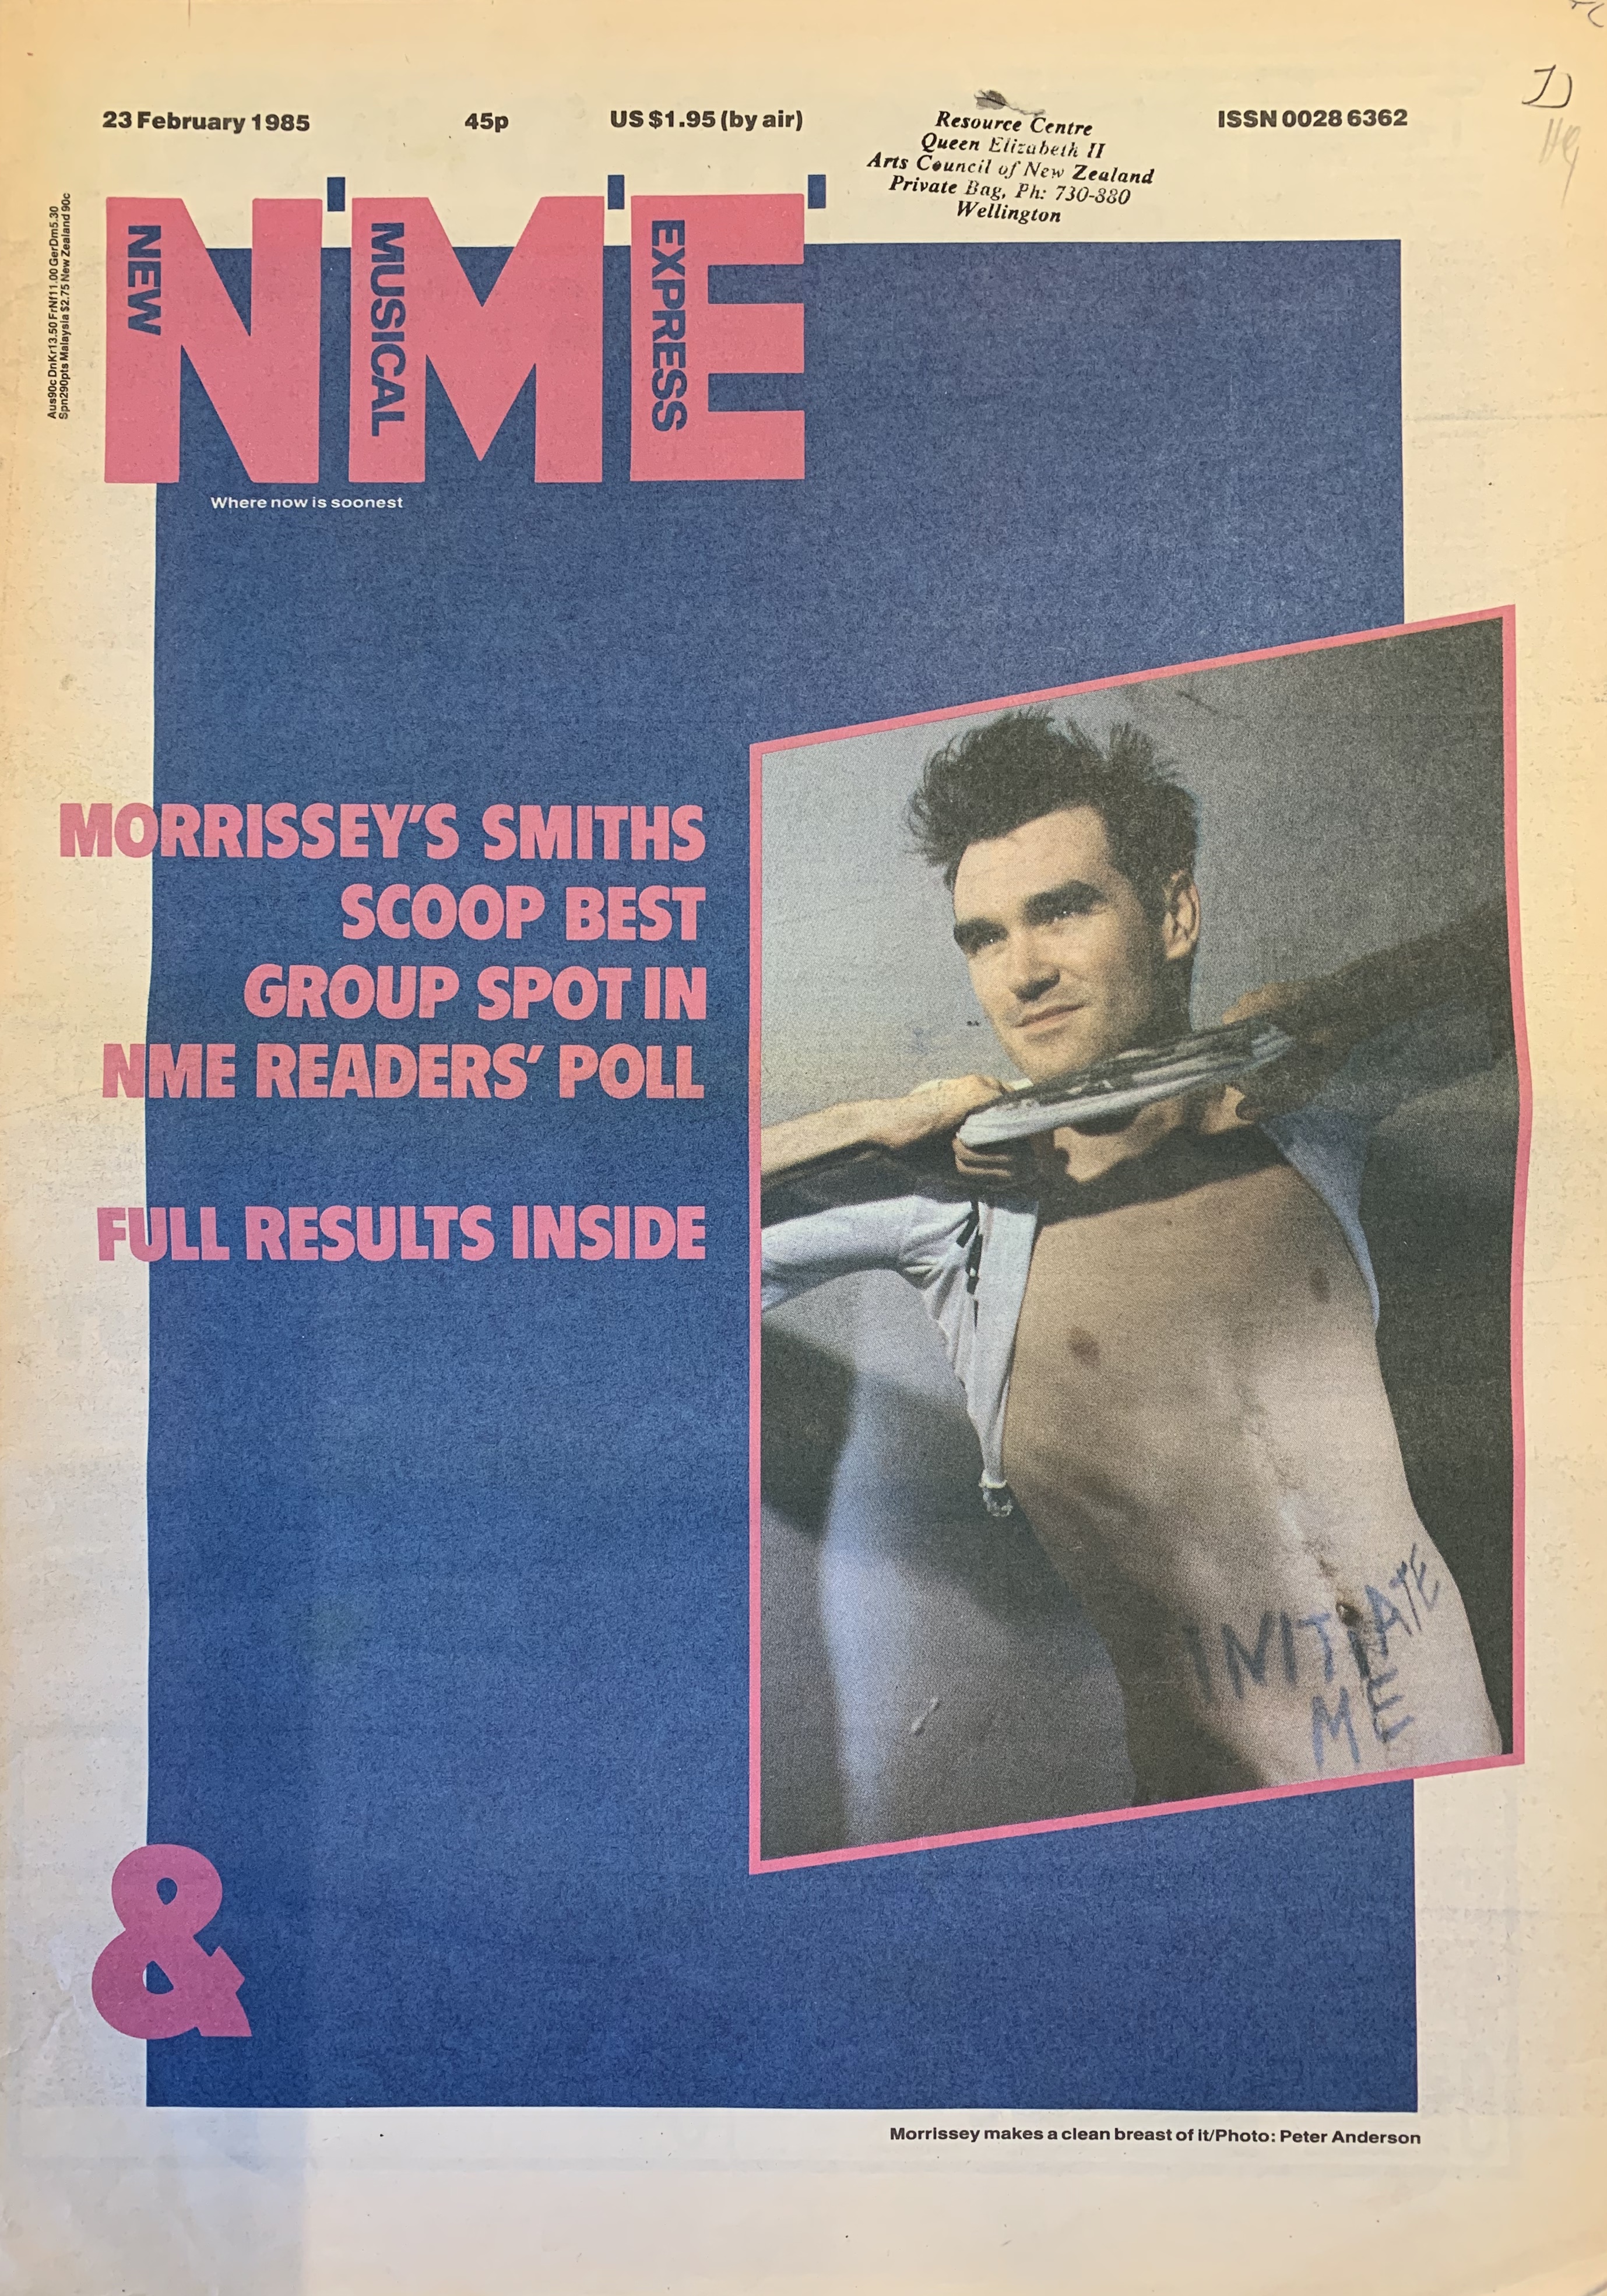 23 February 1985
45p
US $1.95 (by air)
Resource Centre
Queen Elizabeth II
Arts Council of New Zealand
Private Bag, Ph: 730-880
Wellington
ISSN 0028 6362
Aus90c DnKr13.50 FrNf11.00 GerDm5.30
Spn290pts Malaysia $2.75 New Zealand 90c
NME
NEW
MUSICAL
EXPRESS
Where now is soonest
MORRISSEY'S SMITHS
SCOOP BEST
GROUP SPOT IN
NME READERS' POLL
FULL RESULTS INSIDE
INITIATE
ME
&
Morrissey makes a clean breast of it/Photo: Peter Anderson